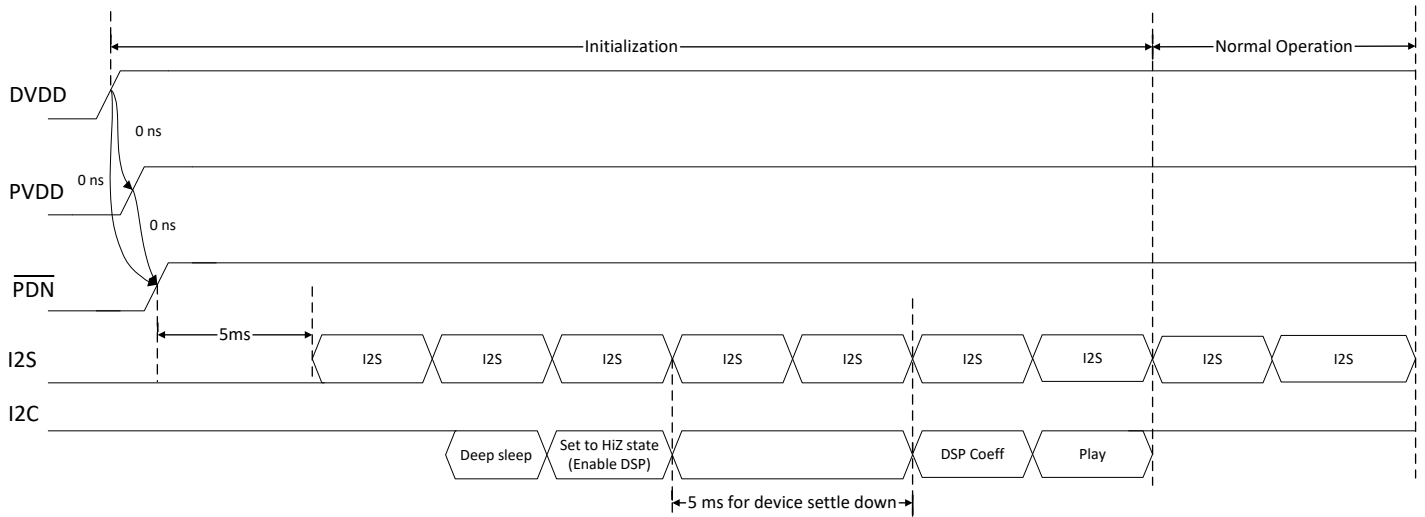 Initialization
Normal Operation
DVDD
0 ns
0 ns
PVDD
0 ns
PDN
5ms
I2S
I2S
I2S
I2S
I2S
I2S
I2S
I2S
I2S
I2S
I2C
Deep sleep
Set to HiZ state
(Enable DSP)
DSP Coeff
Play
5 ms for device settle down